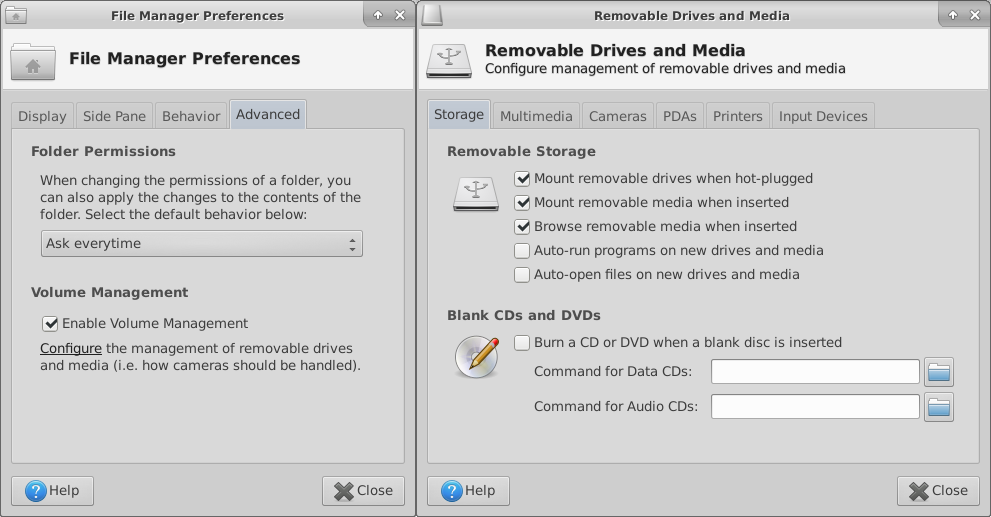 File Manager Preferences
File Manager Preferences
Display Side Pane Behavior Advanced
Folder Permissions
When changing the permissions of a folder, you
can also apply the changes to the contents of the
folder. Select the default behavior below:
Ask everytime
Volume Management
Enable Volume Management
Configure the management of removable drives
and media (i.e. how cameras should be handled).
Help Close
Removable Drives and Media
Removable Drives and Media
Configure management of removable drives and media
Storage Multimedia Cameras PDAs Printers Input Devices
Removable Storage
Mount removable drives when hot-plugged
Mount removable media when inserted
Browse removable media when inserted
Auto-run programs on new drives and media
Auto-open files on new drives and media
Blank CDs and DVDs
Burn a CD or DVD when a blank disc is inserted
Command for Data CDs:
Command for Audio CDs:
Help Close